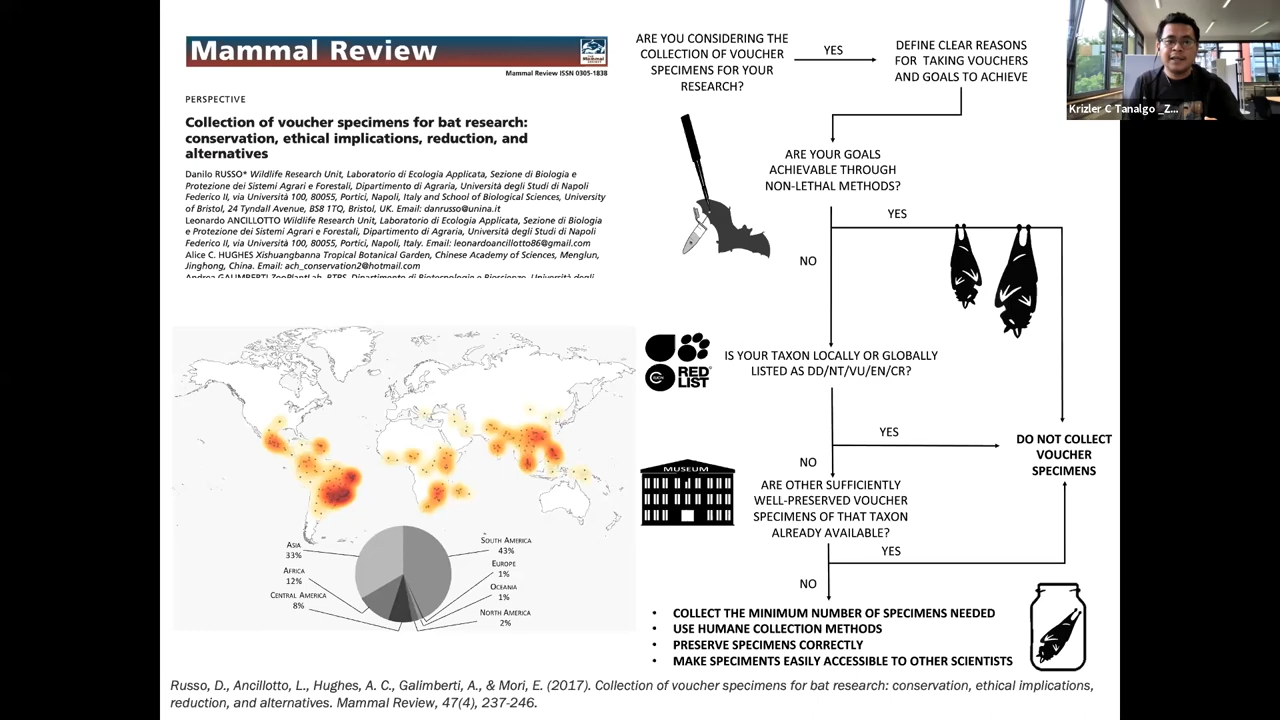 Mammal Review
Mammal Review ISSN 0305-1838
PERSPECTIVE
Collection of voucher specimens for bat research:
conservation, ethical implications, reduction, and
alternatives
Danilo RUSSO* Wildlife Research Unit, Laboratorio di Ecologia Applicata, Sezione di Biologia e
Protezione dei Sistemi Agrari e Forestali, Dipartimento di Agraria, Università degli Studi di Napoli
Federico II, via Università 100, 80055, Portici, Napoli, Italy and School of Biological Sciences, University
of Bristol, 24 Tyndall Avenue, BS8 1TQ, Bristol, UK. Email: danrusso@unina.it
Leonardo ANCILLOTTO Wildlife Research Unit, Laboratorio di Ecologia Applicata, Sezione di Biologia
e Protezione dei Sistemi Agrari e Forestali, Dipartimento di Agraria, Università degli Studi di Napoli
Federico II, via Università 100, 80055, Portici, Napoli, Italy. Email: leonardoancillotto86@gmail.com
Alice C. HUGHES Xishuangbanna Tropical Botanical Garden, Chinese Academy of Sciences, Menglun,
Jinghong, China. Email: ach_conservation2@hotmail.com
ARE YOU CONSIDERING THE
COLLECTION OF VOUCHER
SPECIMENS FOR YOUR
RESEARCH?
YES
DEFINE CLEAR REASONS
FOR TAKING VOUCHERS
AND GOALS TO ACHIEVE
Krizler C Tanalgo _Z...
ARE YOUR GOALS
ACHIEVABLE THROUGH
NON-LETHAL METHODS?
YES
NO
RED
LIST
IS YOUR TAXON LOCALLY OR GLOBALLY
LISTED AS DD/NT/VU/EN/CR?
YES
NO
DO NOT COLLECT
VOUCHER
SPECIMENS
MUSEUM
ARE OTHER SUFFICIENTLY
WELL-PRESERVED VOUCHER
SPECIMENS OF THAT TAXON
ALREADY AVAILABLE?
YES
NO
• COLLECT THE MINIMUM NUMBER OF SPECIMENS NEEDED
• USE HUMANE COLLECTION METHODS
• PRESERVE SPECIMENS CORRECTLY
• MAKE SPECIMENTS EASILY ACCESSIBLE TO OTHER SCIENTISTS
ASIA
33%
AFRICA
12%
CENTRAL AMERICA
8%
SOUTH AMERICA
43%
EUROPE
1%
OCEANIA
1%
NORTH AMERICA
2%
Russo, D., Ancillotto, L., Hughes, A. C., Galimberti, A., & Mori, E. (2017). Collection of voucher specimens for bat research: conservation, ethical implications,
reduction, and alternatives. Mammal Review, 47(4), 237-246.